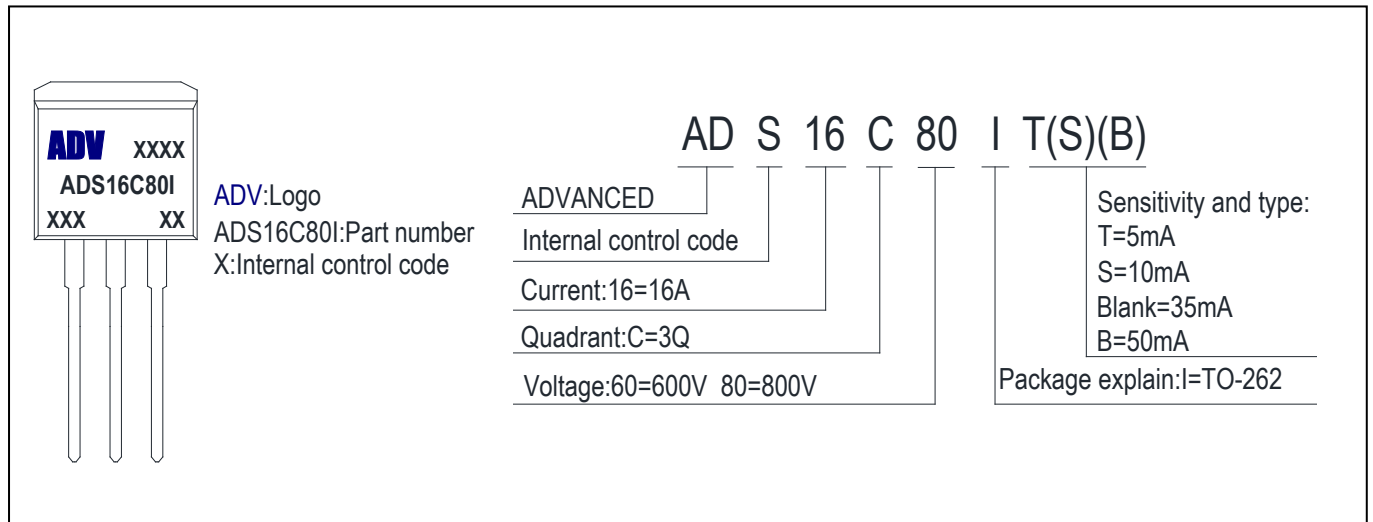 ADV XXXX
ADS16C80I
XXX XX
ADV:Logo
ADS16C80I:Part number
X:Internal control code
AD S 16 C 80 I T(S)(B)
ADVANCED
Internal control code
Current:16=16A
Quadrant:C=3Q
Voltage:60=600V 80=800V
Sensitivity and type:
T=5mA
S=10mA
Blank=35mA
B=50mA
Package explain:I=TO-262